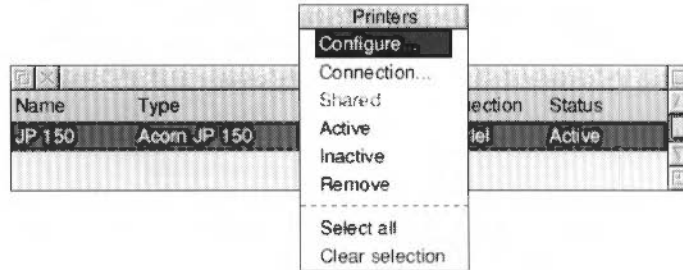 Printers
Configure...
Connection...
Shared
Name Type ection Status
JP 150 Acorn JP 150 llel Active
Active
Inactive
Remove
Select all
Clear selection